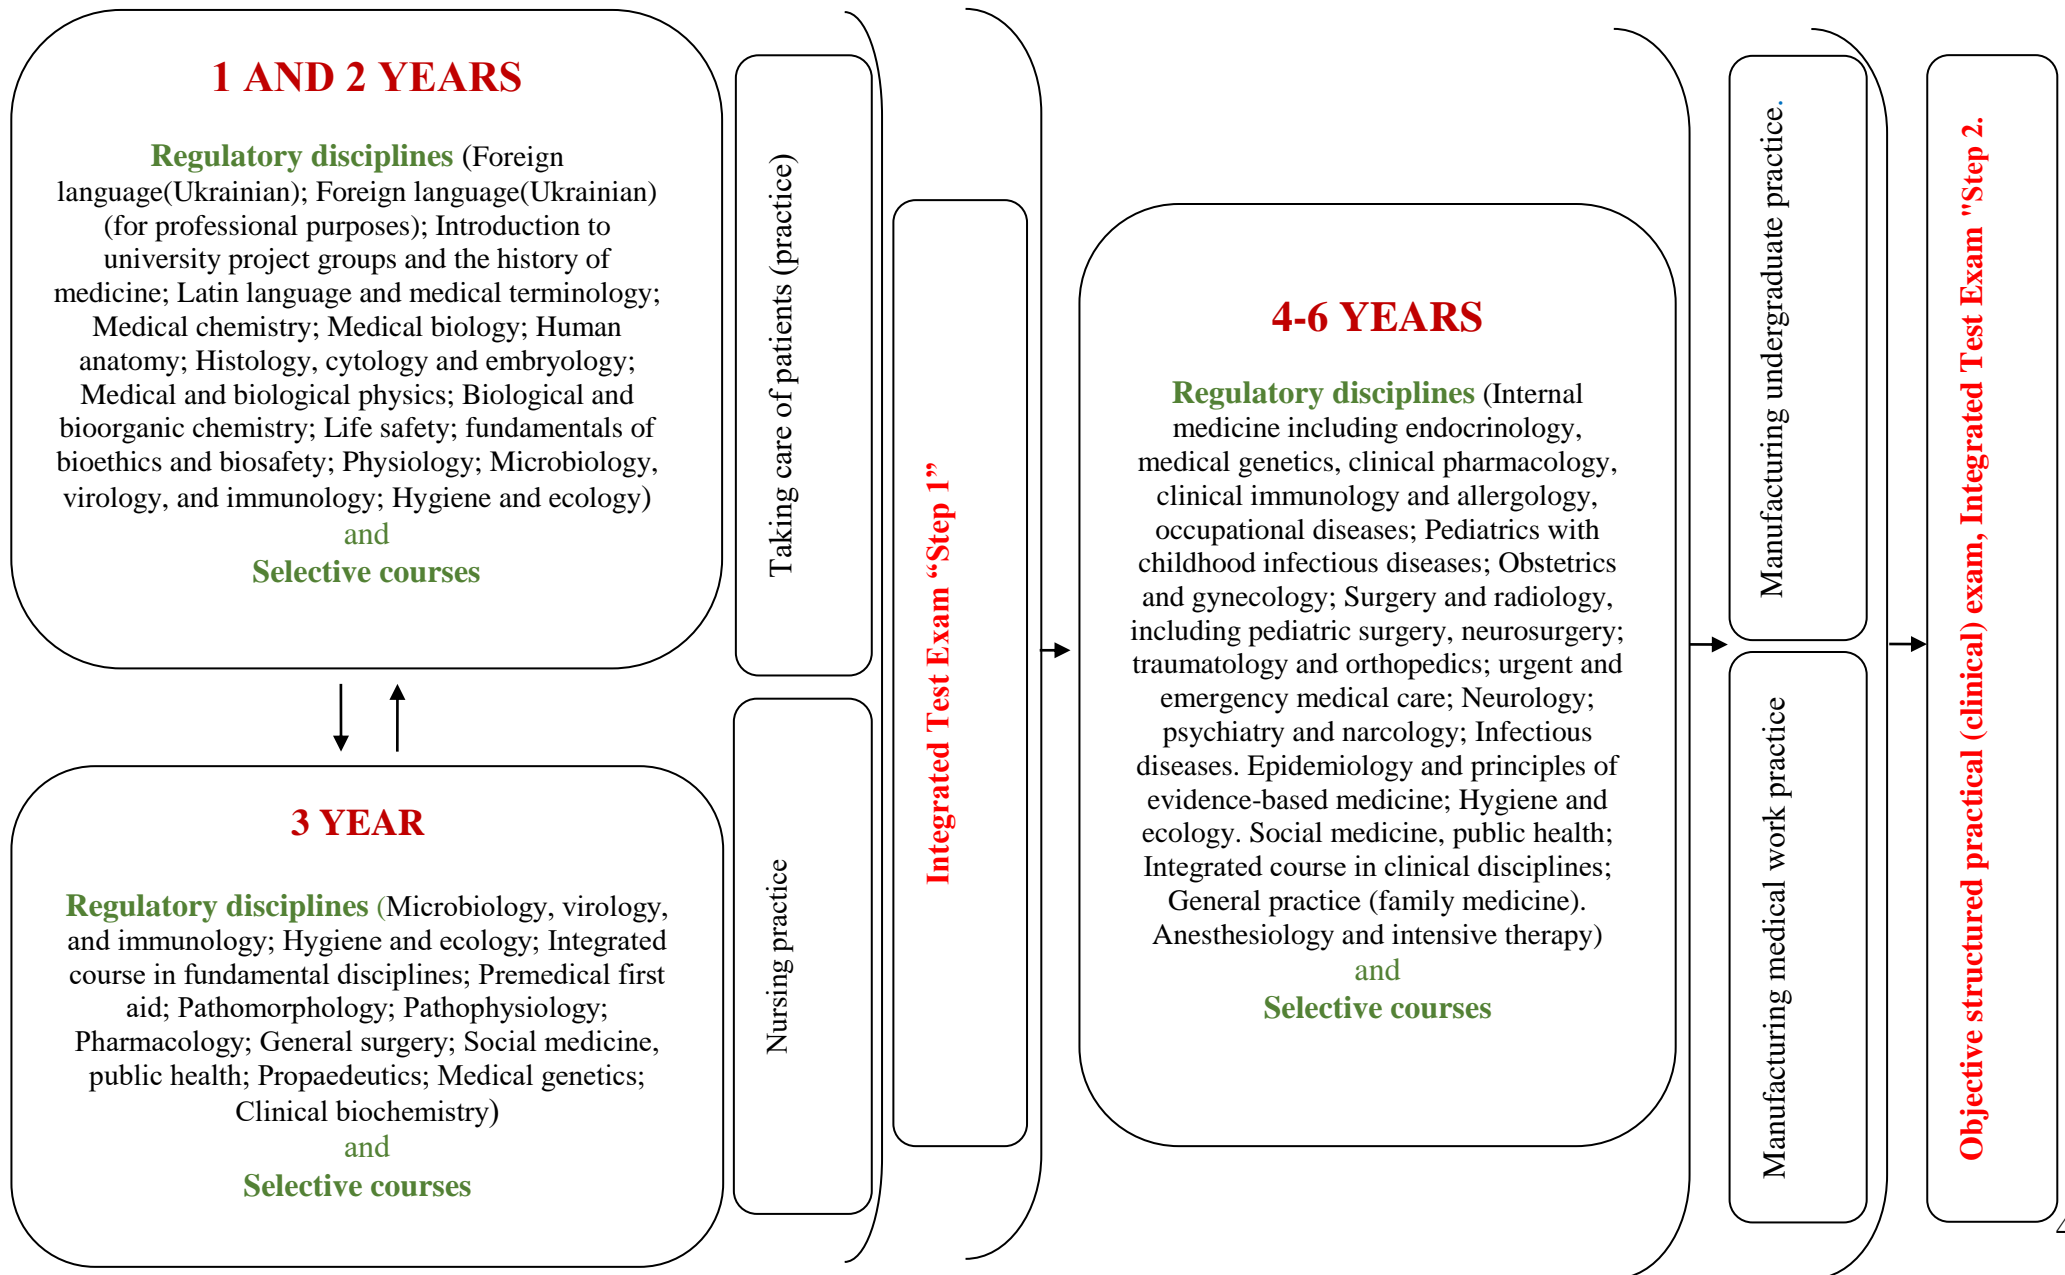 1 AND 2 YEARS
Regulatory disciplines (Foreign
language(Ukrainian); Foreign language(Ukrainian)
(for professional purposes); Introduction to
university project groups and the history of
medicine; Latin language and medical terminology;
Medical chemistry; Medical biology; Human
anatomy; Histology, cytology and embryology;
Medical and biological physics; Biological and
bioorganic chemistry; Life safety; fundamentals of
bioethics and biosafety; Physiology; Microbiology,
virology, and immunology; Hygiene and ecology)
and
Selective courses
3 YEAR
Regulatory disciplines (Microbiology, virology,
and immunology; Hygiene and ecology; Integrated
course in fundamental disciplines; Premedical first
aid; Pathomorphology; Pathophysiology;
Pharmacology; General surgery; Social medicine,
public health; Propaedeutics; Medical genetics;
Clinical biochemistry)
and
Selective courses
Taking care of patients (practice)
Nursing practice
Integrated Test Exam “Step 1”
4-6 YEARS
Regulatory disciplines (Internal
medicine including endocrinology,
medical genetics, clinical pharmacology,
clinical immunology and allergology,
occupational diseases; Pediatrics with
childhood infectious diseases; Obstetrics
and gynecology; Surgery and radiology,
including pediatric surgery, neurosurgery;
traumatology and orthopedics; urgent and
emergency medical care; Neurology;
psychiatry and narcology; Infectious
diseases. Epidemiology and principles of
evidence-based medicine; Hygiene and
ecology. Social medicine, public health;
Integrated course in clinical disciplines;
General practice (family medicine).
Anesthesiology and intensive therapy)
and
Selective courses
Manufacturing undergraduate practice.
Manufacturing medical work practice
Objective structured practical (clinical) exam, Integrated Test Exam "Step 2.
4